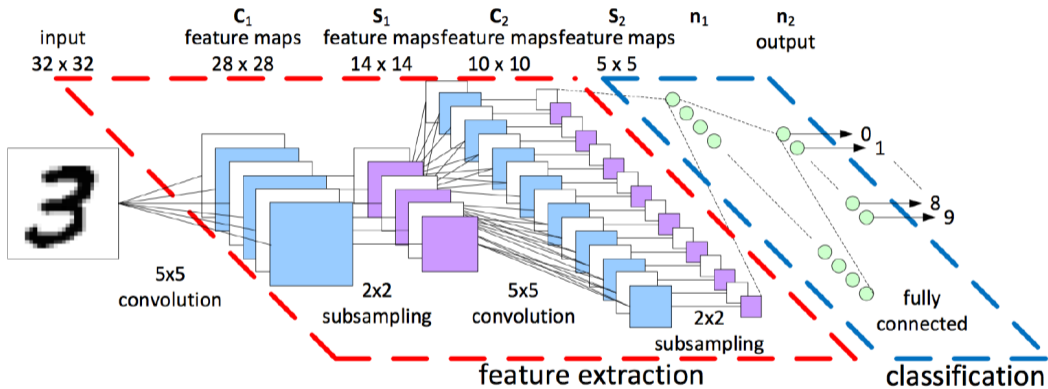 input
32 x 32
C1
feature maps
28 x 28
S1
feature maps
14 x 14
C2
feature maps
10 x 10
S2
feature maps
5 x 5
n1
n2
output
3
0
1
8
9
5x5
convolution
2x2
subsampling
5x5
convolution
2x2
subsampling
fully
connected
feature extraction
classification